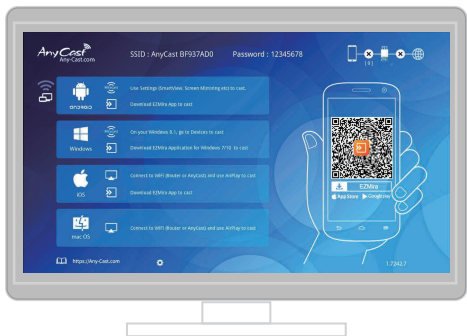 AnyCast
Any-Cast.com
SSID : AnyCast BF937AD0 Password : 12345678
( 0 )
Use Settings (SmartView, Screen Mirroring etc) to cast.
Download EZMira App to cast
android
On your Windows 8.1, go to Devices to cast
Download EZMira Application for Windows 7/10 to cast
Windows
Connect to WiFi (Router or AnyCast) and use AirPlay to cast
Download EZMira App to cast
iOS
Connect to WiFi (Router or AnyCast) and use AirPlay to cast
mac OS
EZMira
App Store Google play
https://Any-Cast.com
1.7242.7